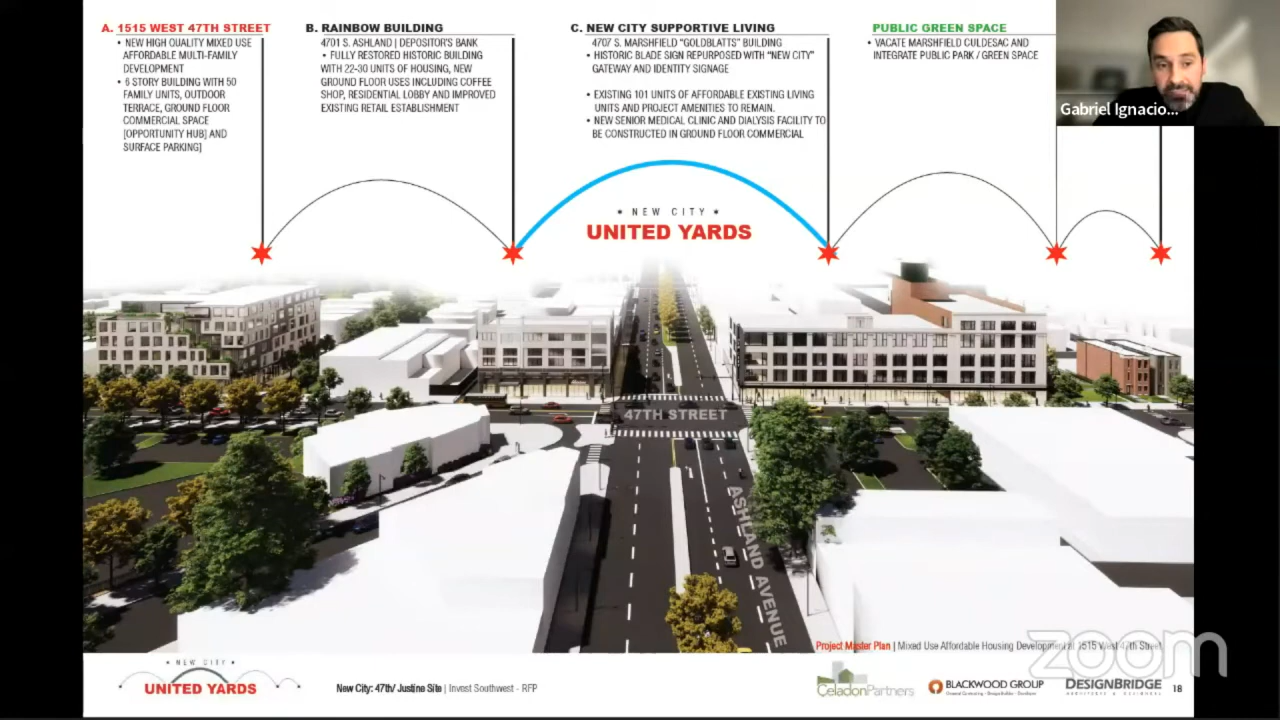 A. 1515 WEST 47TH STREET
• NEW HIGH QUALITY MIXED USE
AFFORDABLE MULTI-FAMILY
DEVELOPMENT
• 6 STORY BUILDING WITH 50
FAMILY UNITS, OUTDOOR
TERRACE, GROUND FLOOR
COMMERCIAL SPACE
[OPPORTUNITY HUB] AND
SURFACE PARKING]
B. RAINBOW BUILDING
4701 S. ASHLAND | DEPOSITOR'S BANK
• FULLY RESTORED HISTORIC BUILDING
WITH 22-30 UNITS OF HOUSING, NEW
GROUND FLOOR USES INCLUDING COFFEE
SHOP, RESIDENTIAL LOBBY AND IMPROVED
EXISTING RETAIL ESTABLISHMENT
C. NEW CITY SUPPORTIVE LIVING
4707 S. MARSHFIELD "GOLDBLATTS" BUILDING
• HISTORIC BLADE SIGN REPURPOSED WITH "NEW CITY"
GATEWAY AND IDENTITY SIGNAGE
• EXISTING 101 UNITS OF AFFORDABLE EXISTING LIVING
UNITS AND PROJECT AMENITIES TO REMAIN.
• NEW SENIOR MEDICAL CLINIC AND DIALYSIS FACILITY TO
BE CONSTRUCTED IN GROUND FLOOR COMMERCIAL
PUBLIC GREEN SPACE
• VACATE MARSHFIELD CULDESAC AND
INTEGRATE PUBLIC PARK / GREEN SPACE
Gabriel Ignacio...
• NEW CITY •
UNITED YARDS
47TH STREET
ASHLAND AVENUE
Project Master Plan | Mixed Use Affordable Housing Development at 1515 West 47th Street
zoom
• NEW CITY •
UNITED YARDS
New City: 47th/ Justine Site | Invest Southwest - RFP
CeladonPartners
BLACKWOOD GROUP
DESIGNBRIDGE
18